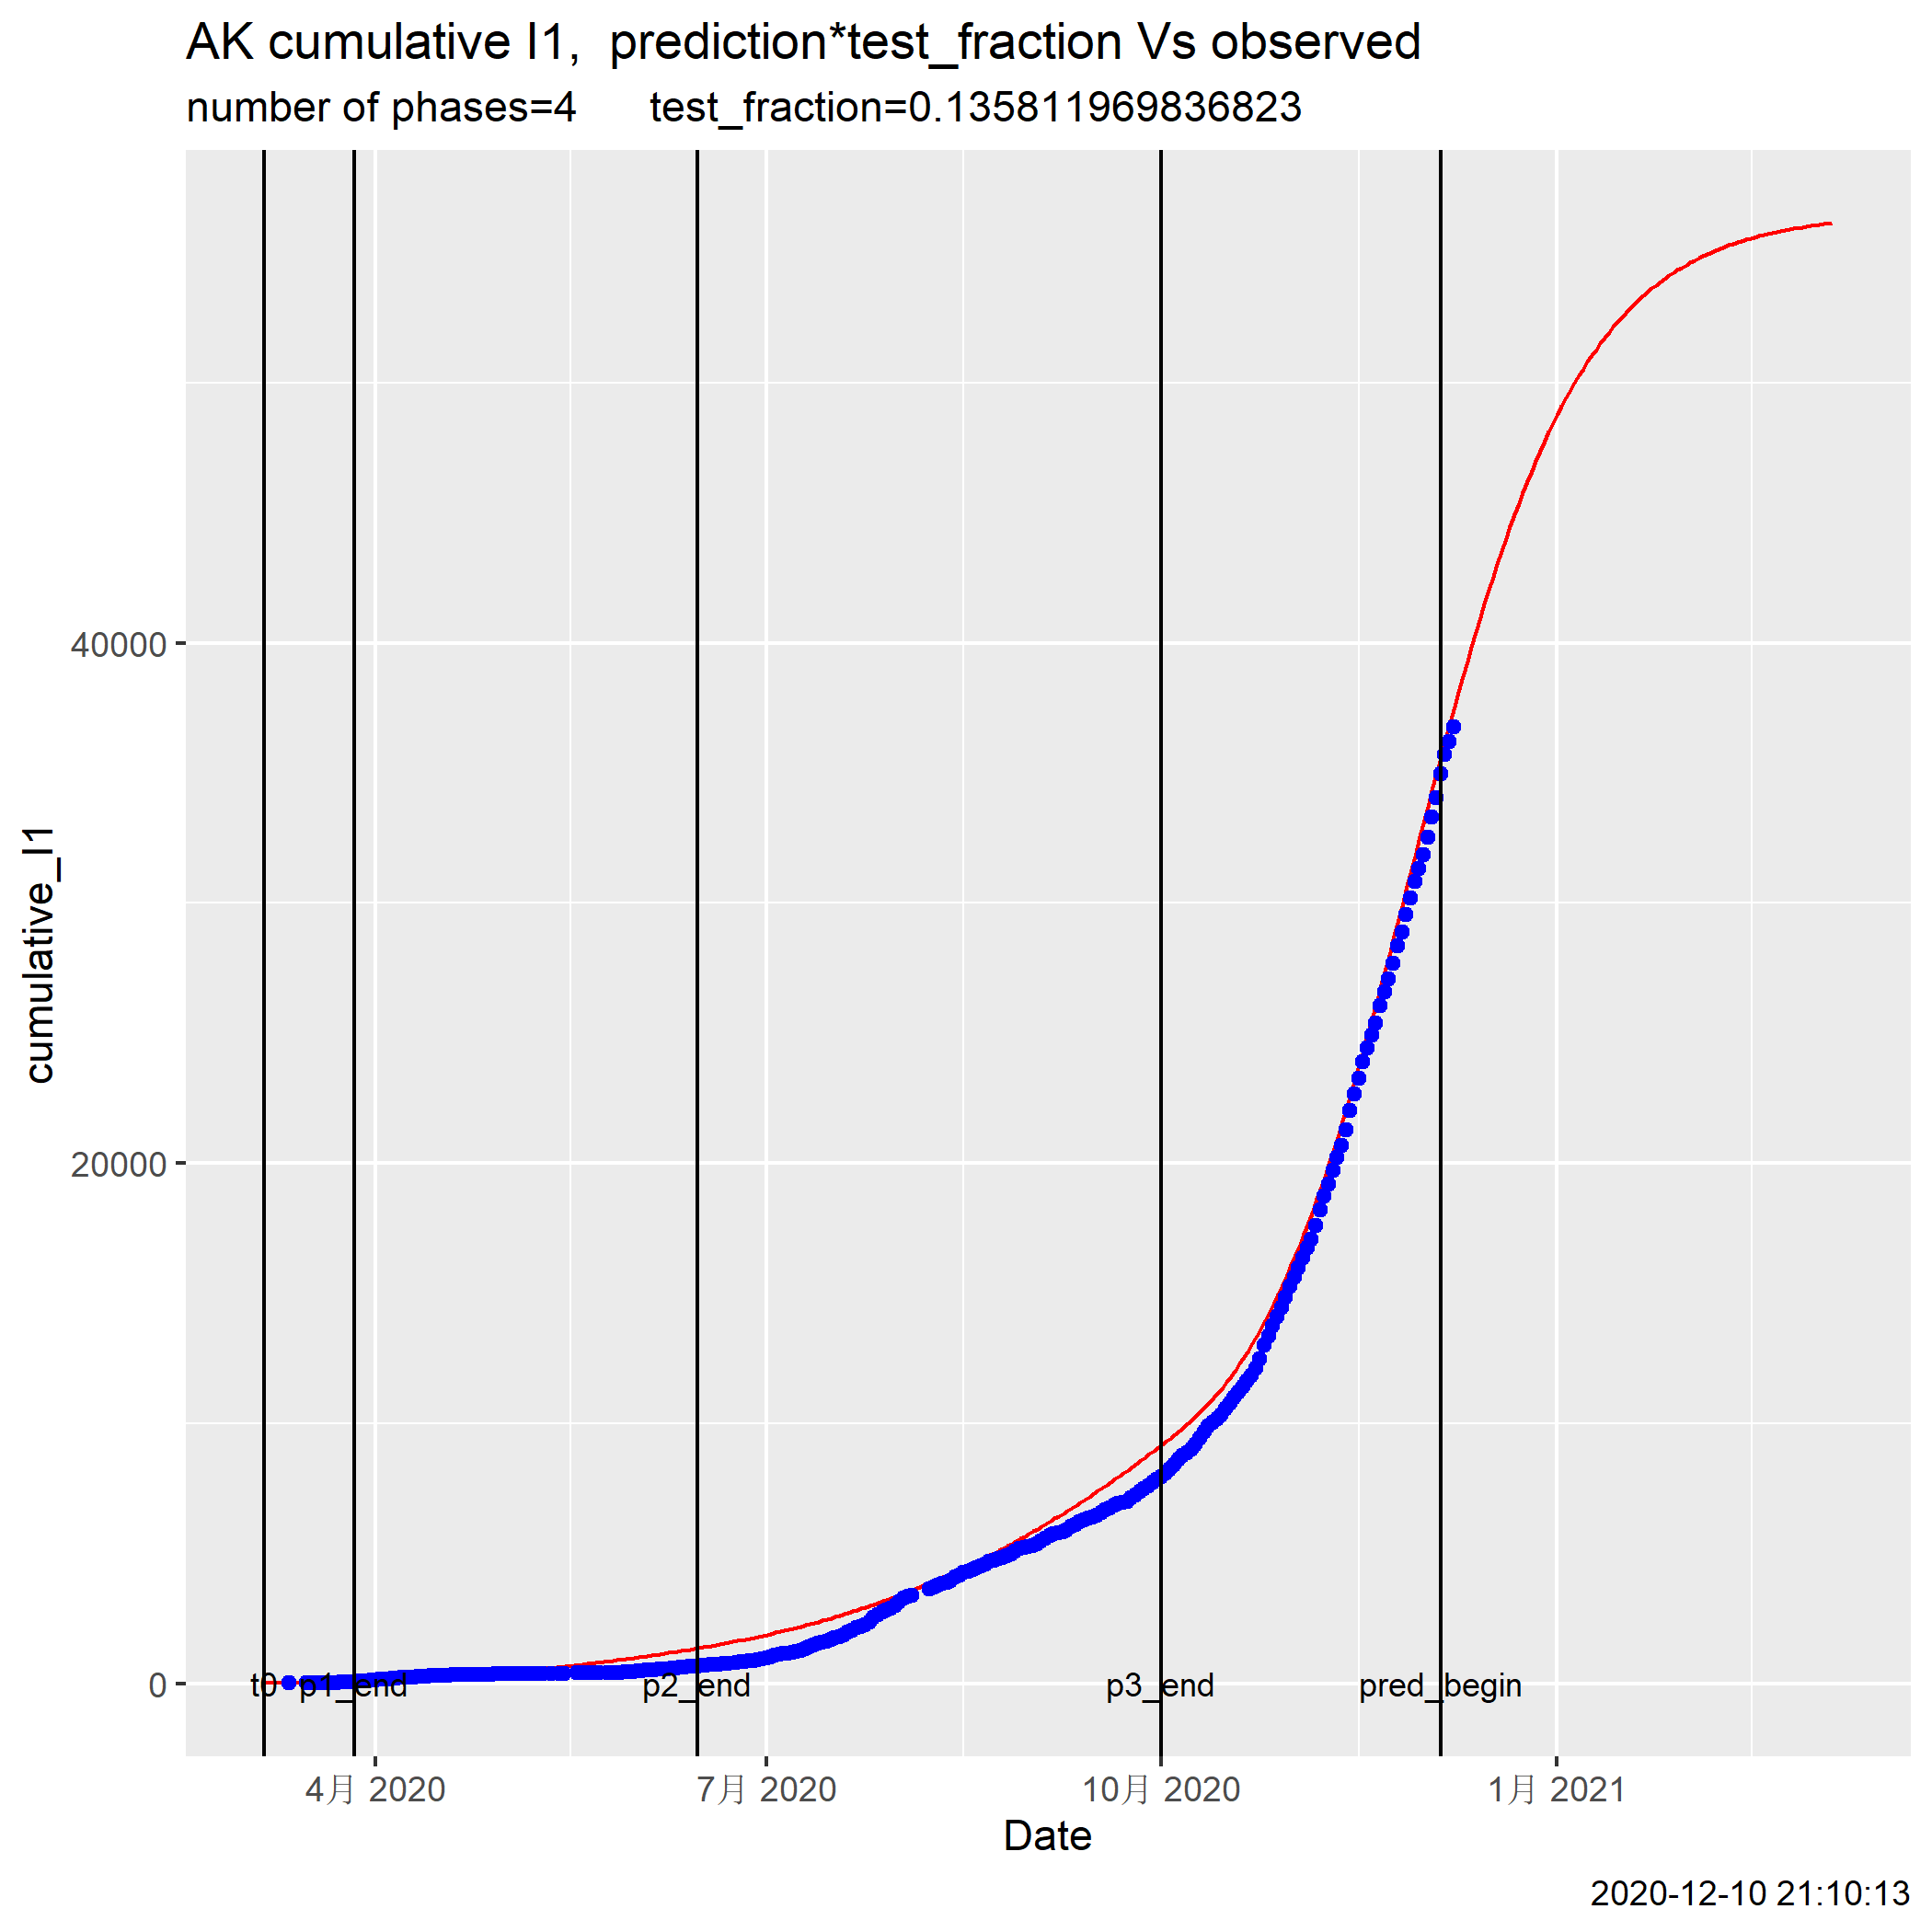 AK cumulative I1,  prediction*test_fraction Vs observed
number of phases=4      test_fraction=0.135811969836823
cumulative_I1
40000
20000
0
t0 p1_end p2_end p3_end pred_begin
4月 2020 7月 2020 10月 2020 1月 2021
Date
2020-12-10 21:10:13